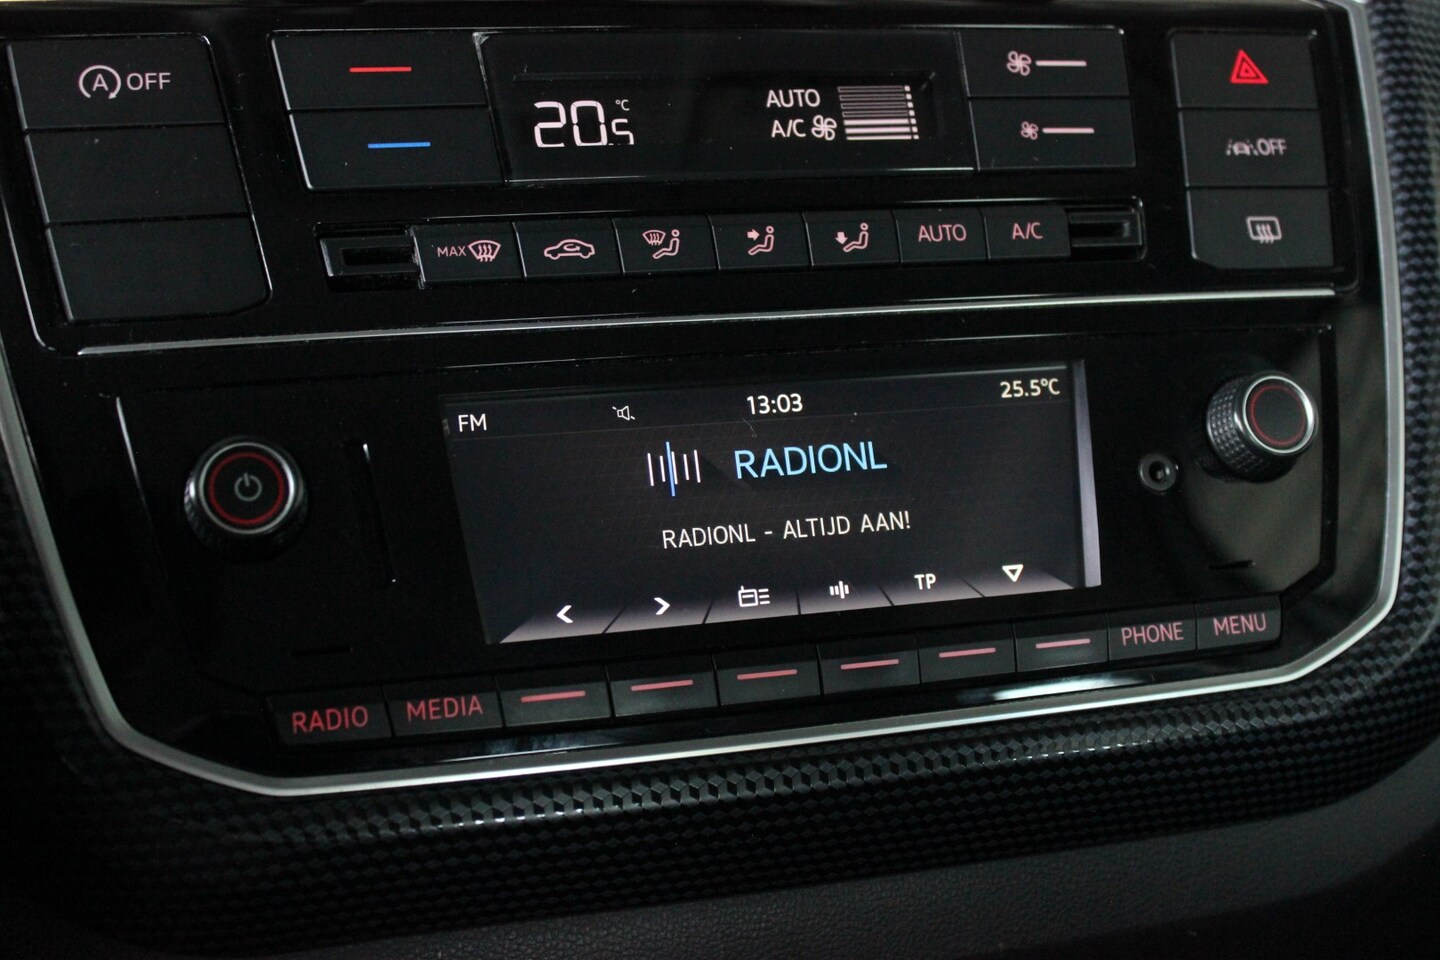 A OFF
20.5 °C
AUTO
A/C
OFF
MAX
AUTO
A/C
FM
13:03
25.5°C
RADIONL
RADIONL - ALTIJD AAN!
< > TP
RADIO
MEDIA
PHONE
MENU